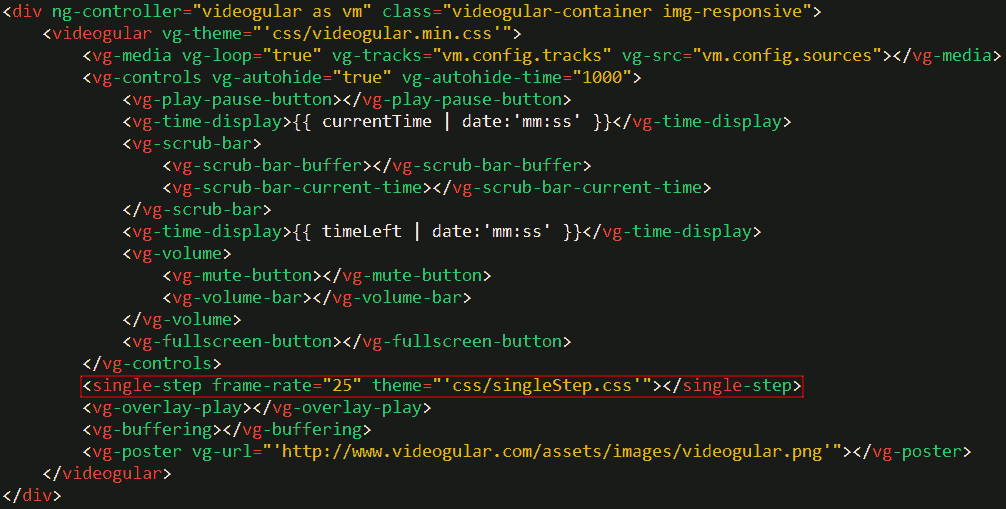 <div ng-controller="videogular as vm" class="videogular-container img-responsive">
    <videogular vg-theme="'css/videogular.min.css'">
        <vg-media vg-loop="true" vg-tracks="vm.config.tracks" vg-src="vm.config.sources"></vg-media>
        <vg-controls vg-autohide="true" vg-autohide-time="1000">
            <vg-play-pause-button></vg-play-pause-button>
            <vg-time-display>{{ currentTime | date:'mm:ss' }}</vg-time-display>
            <vg-scrub-bar>
                <vg-scrub-bar-buffer></vg-scrub-bar-buffer>
                <vg-scrub-bar-current-time></vg-scrub-bar-current-time>
            </vg-scrub-bar>
            <vg-time-display>{{ timeLeft | date:'mm:ss' }}</vg-time-display>
            <vg-volume>
                <vg-mute-button></vg-mute-button>
                <vg-volume-bar></vg-volume-bar>
            </vg-volume>
            <vg-fullscreen-button></vg-fullscreen-button>
        </vg-controls>
        <single-step frame-rate="25" theme="'css/singleStep.css'"></single-step>
        <vg-overlay-play></vg-overlay-play>
        <vg-buffering></vg-buffering>
        <vg-poster vg-url="'http://www.videogular.com/assets/images/videogular.png'"></vg-poster>
    </videogular>
</div>